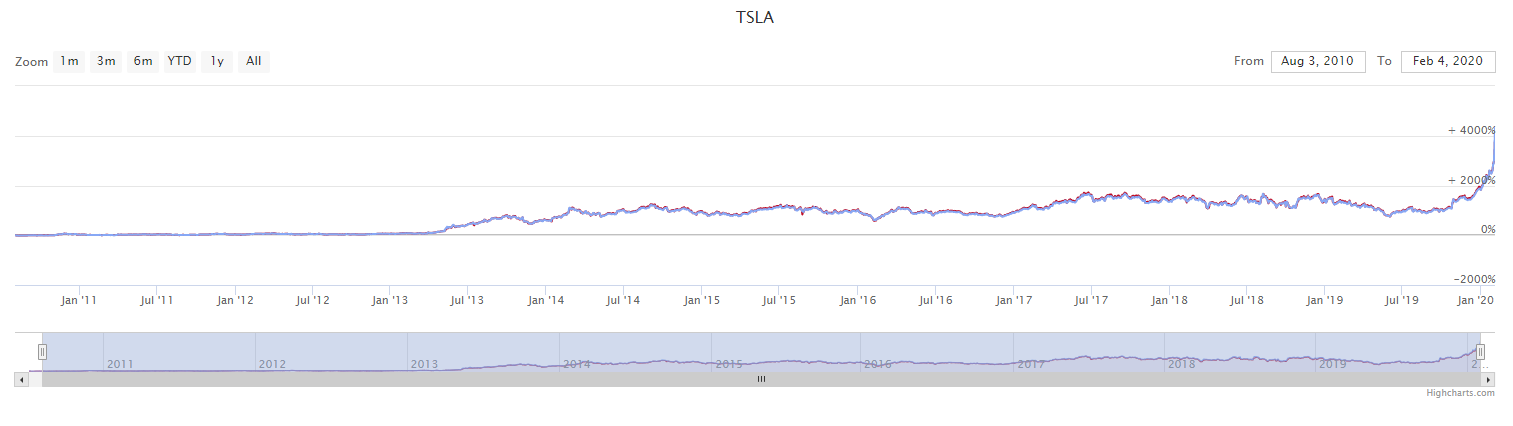 TSLA
Zoom 1m 3m 6m YTD 1y All From Aug 3, 2010 To Feb 4, 2020
+ 4000%
+ 2000%
0%
-2000%
Jan '11 Jul '11 Jan '12 Jul '12 Jan '13 Jul '13 Jan '14 Jul '14 Jan '15 Jul '15 Jan '16 Jul '16 Jan '17 Jul '17 Jan '18 Jul '18 Jan '19 Jul '19 Jan '20
2011 2012 2013 2014 2015 2016 2017 2018 2019 2…
Highcharts.com